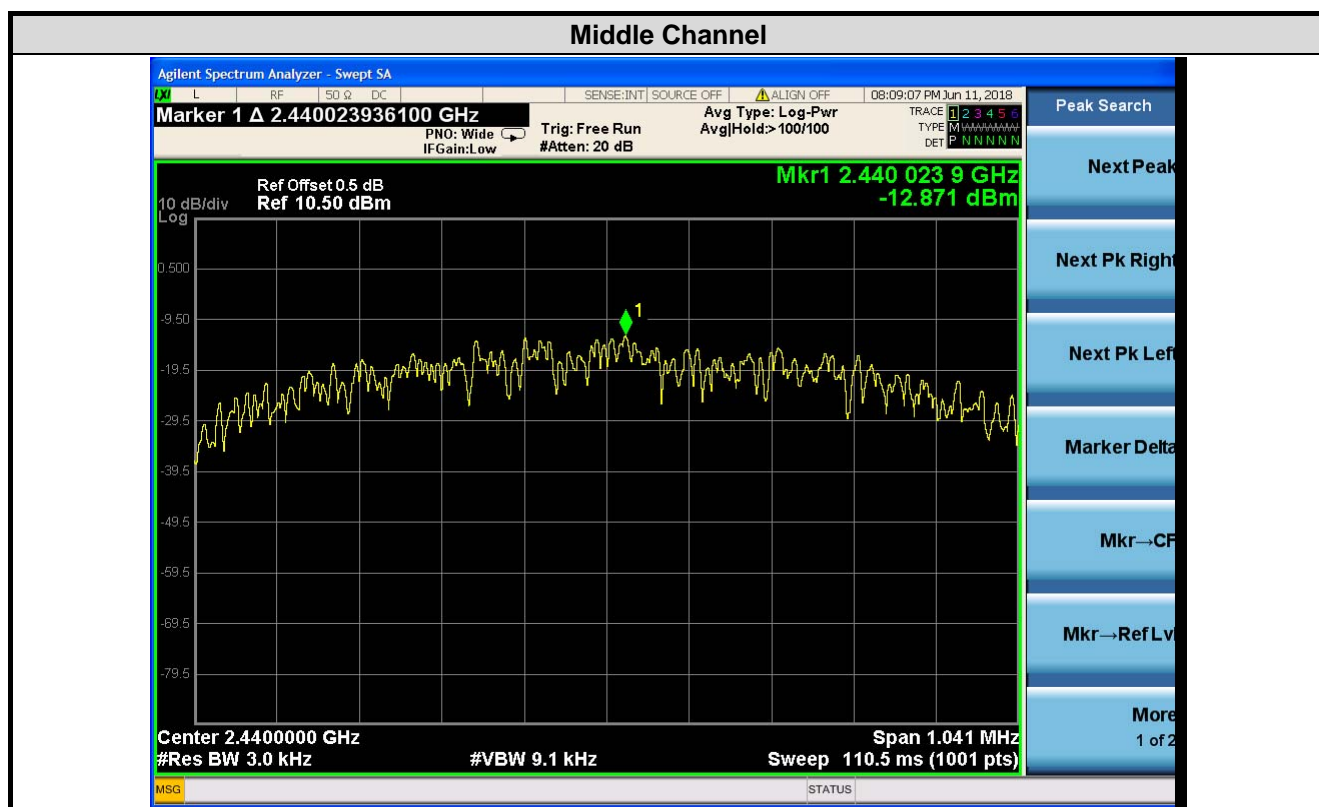 Middle Channel
Agilent Spectrum Analyzer - Swept SA
LXI L RF 50 Ω DC SENSE:INT SOURCE OFF ALIGN OFF 08:09:07 PM Jun 11, 2018
Marker 1 Δ 2.440023936100 GHz
PNO: Wide
IFGain:Low
Trig: Free Run
#Atten: 20 dB
Avg Type: Log-Pwr
Avg|Hold:>100/100
TRACE 1 2 3 4 5 6
TYPE M
DET P N N N N N
Peak Search
Mkr1 2.440 023 9 GHz
-12.871 dBm
Ref Offset 0.5 dB
10 dB/div Ref 10.50 dBm
Log
1
0.500
-9.50
-19.5
-29.5
-39.5
-49.5
-59.5
-69.5
-79.5
Center 2.4400000 GHz Span 1.041 MHz
#Res BW 3.0 kHz #VBW 9.1 kHz Sweep 110.5 ms (1001 pts)
MSG STATUS
Next Peak
Next Pk Right
Next Pk Left
Marker Delta
Mkr→CF
Mkr→Ref Lvl
More
1 of 2